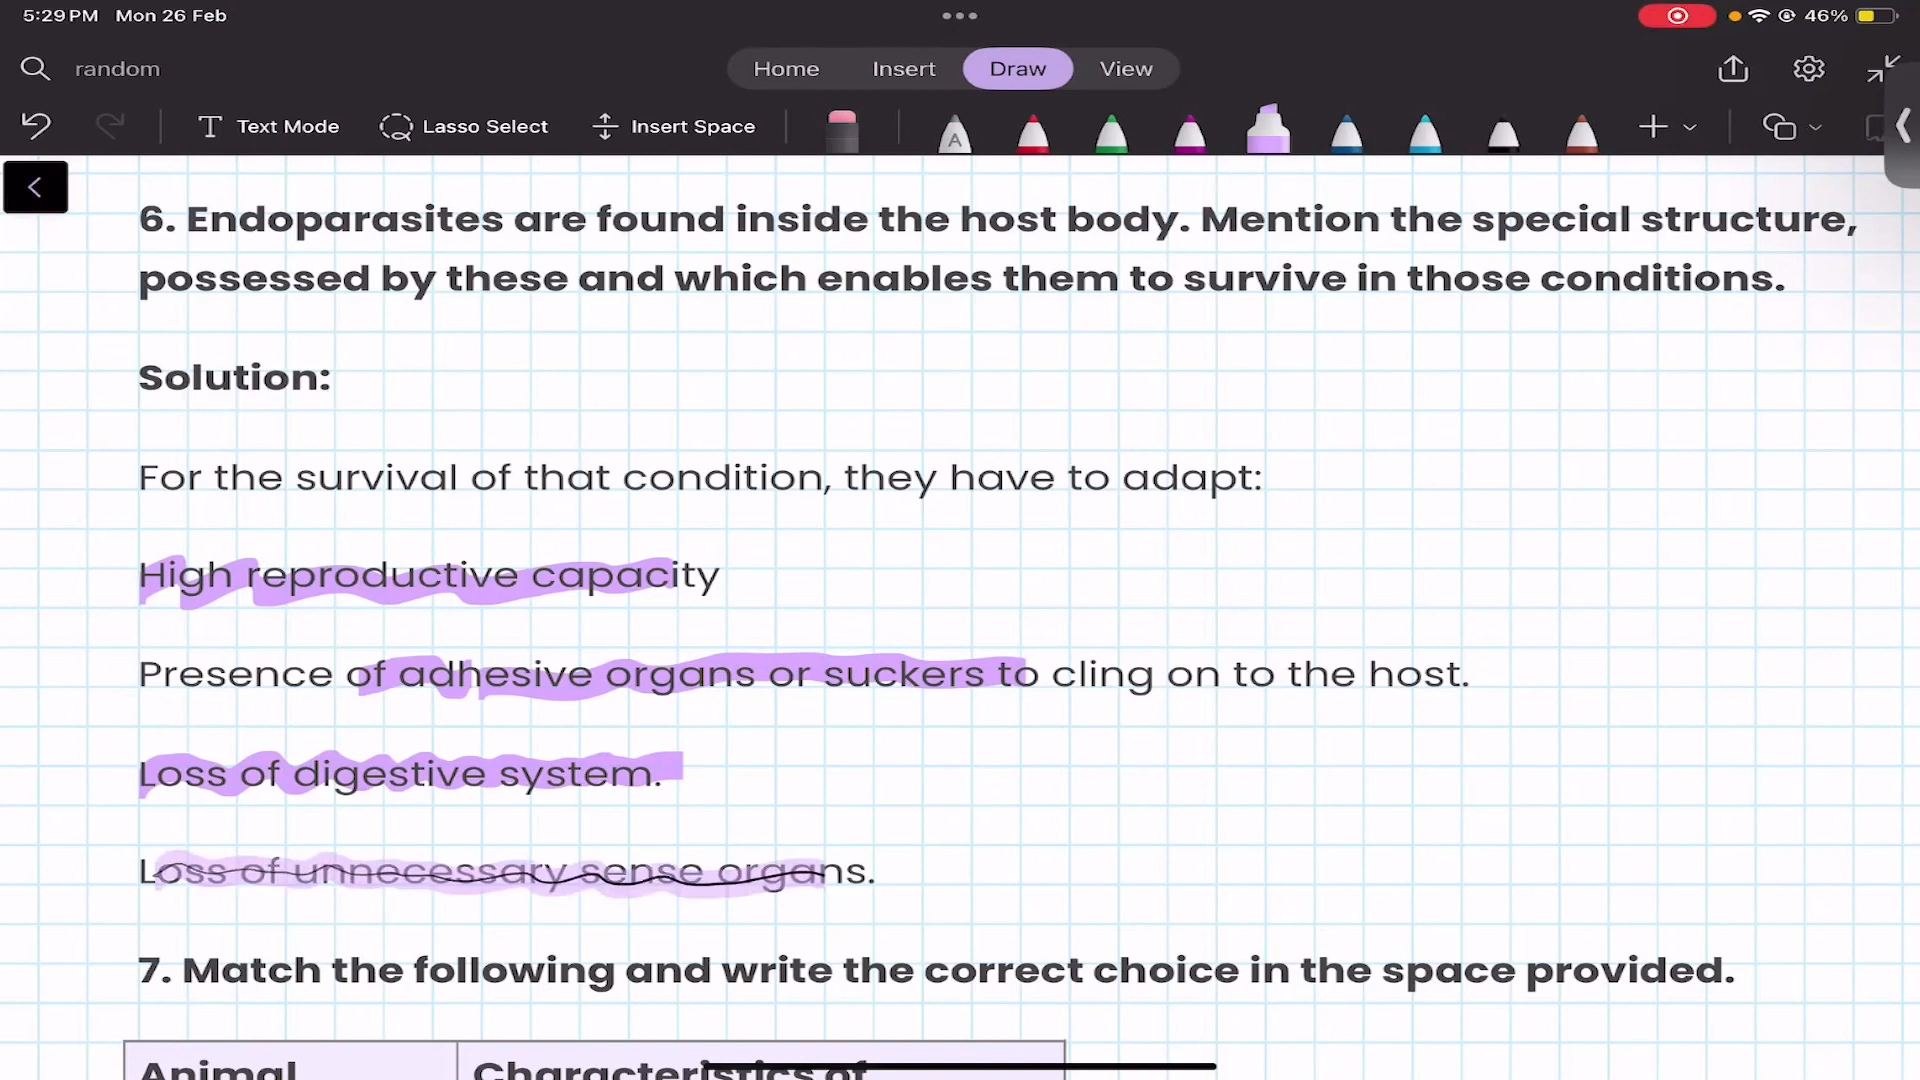 5:29 PM Mon 26 Feb
46%
random
Home Insert Draw View
Text Mode Lasso Select Insert Space
A
6. Endoparasites are found inside the host body. Mention the special structure,
possessed by these and which enables them to survive in those conditions.
Solution:
For the survival of that condition, they have to adapt:
High reproductive capacity
Presence of adhesive organs or suckers to cling on to the host.
Loss of digestive system.
Loss of unnecessary sense organs.
7. Match the following and write the correct choice in the space provided.
Animal Characteristics of